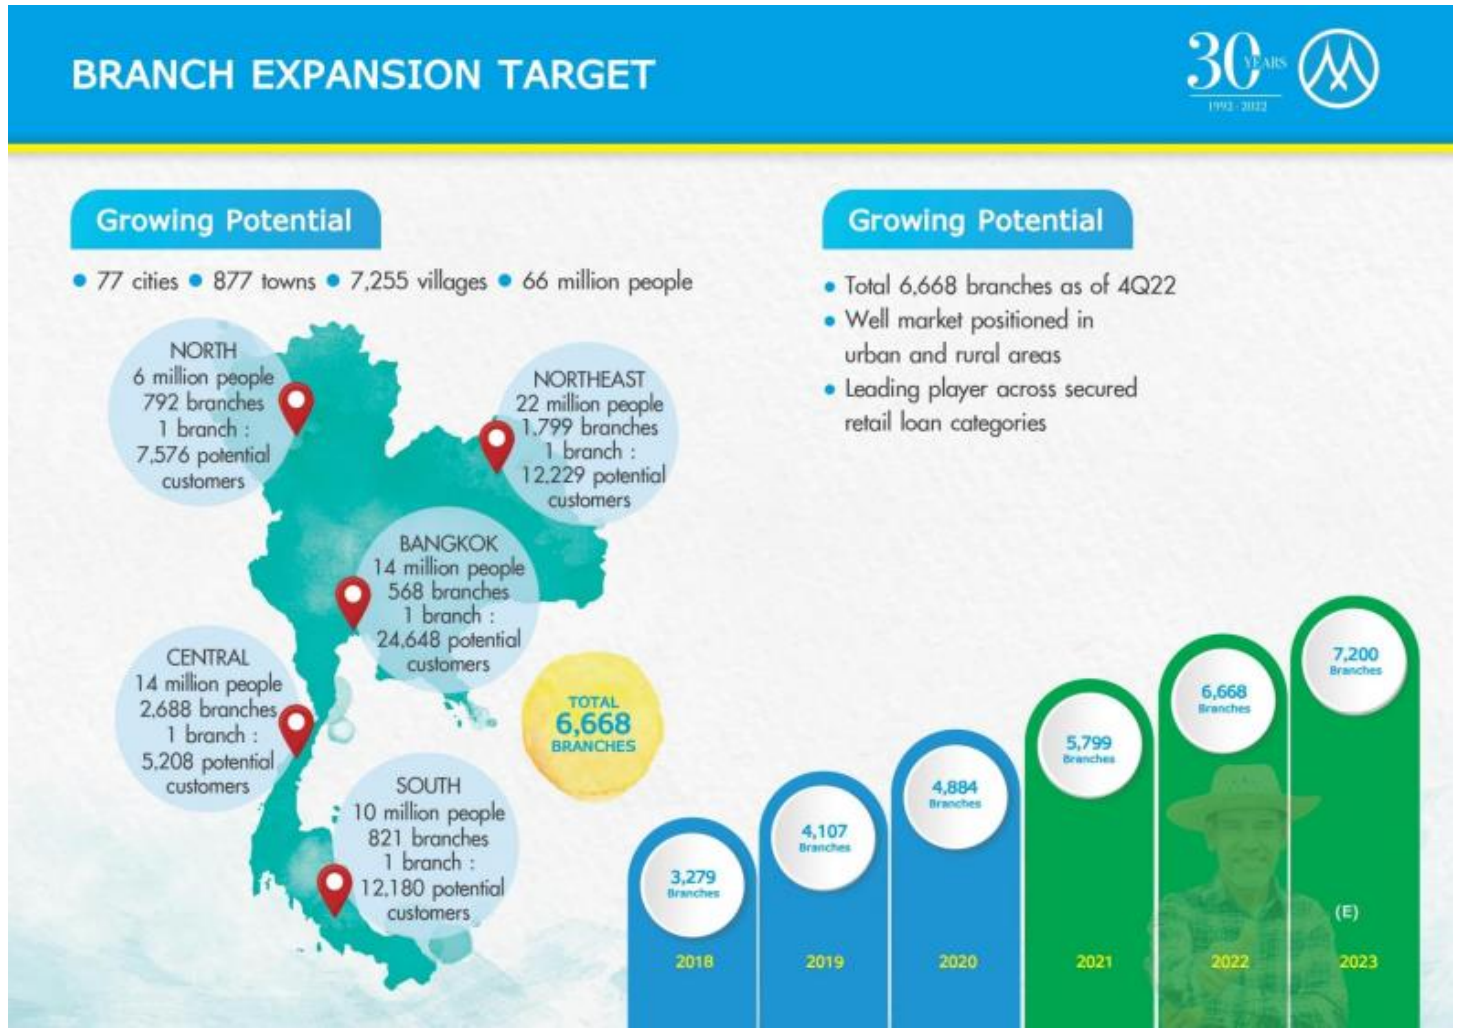 BRANCH EXPANSION TARGET
30 YEARS
1992 - 2022
Growing Potential
• 77 cities • 877 towns • 7,255 villages • 66 million people
NORTH
6 million people
792 branches
1 branch :
7,576 potential
customers
NORTHEAST
22 million people
1,799 branches
1 branch :
12,229 potential
customers
BANGKOK
14 million people
568 branches
1 branch :
24,648 potential
customers
CENTRAL
14 million people
2,688 branches
1 branch :
5,208 potential
customers
SOUTH
10 million people
821 branches
1 branch :
12,180 potential
customers
TOTAL
6,668
BRANCHES
Growing Potential
• Total 6,668 branches as of 4Q22
• Well market positioned in
urban and rural areas
• Leading player across secured
retail loan categories
3,279
Branches
2018
4,107
Branches
2019
4,884
Branches
2020
5,799
Branches
2021
6,668
Branches
2022
7,200
Branches
(E)
2023